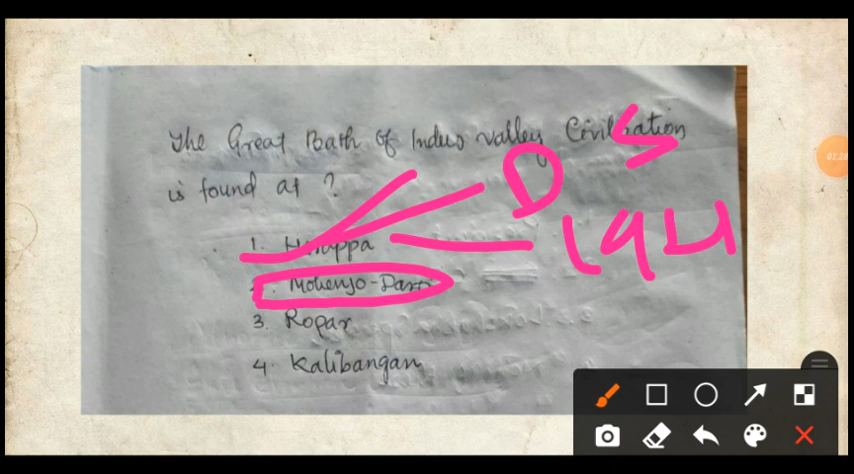 The Great Bath Of Indus valley Civilisation
is found at ?
1. Harappa
2. Mohenjo-Daro
3. Ropar
4. Kalibangan
D S
1921